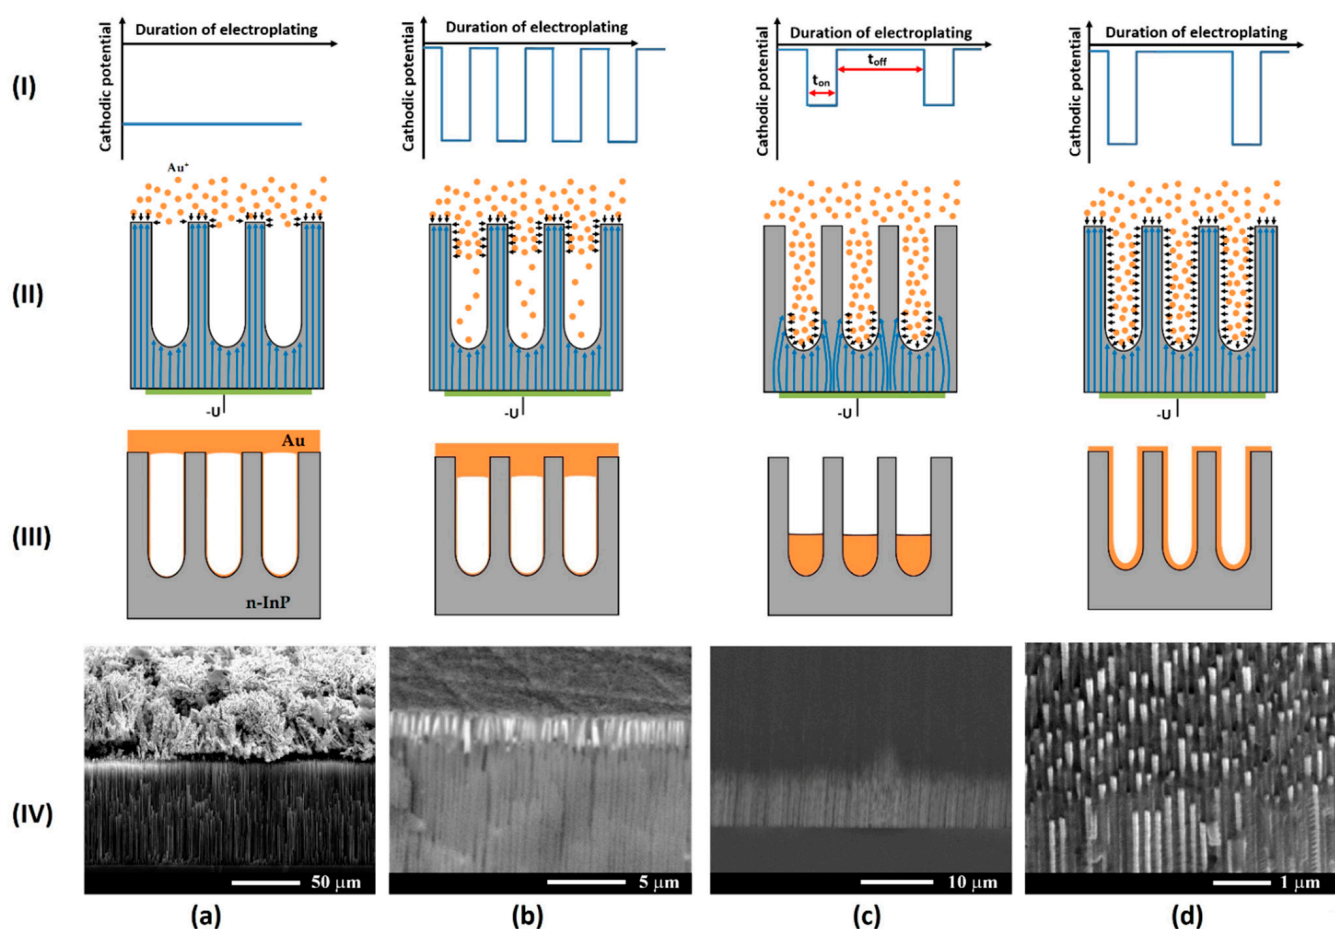 (I)
Duration of electroplating
Cathodic potential
Duration of electroplating
Cathodic potential
Duration of electroplating
Cathodic potential
ton
toff
Duration of electroplating
Cathodic potential
(II)
Au+
-U
-U
-U
-U
(III)
Au
n-InP
(IV)
50 μm
5 μm
10 μm
1 μm
(a)
(b)
(c)
(d)